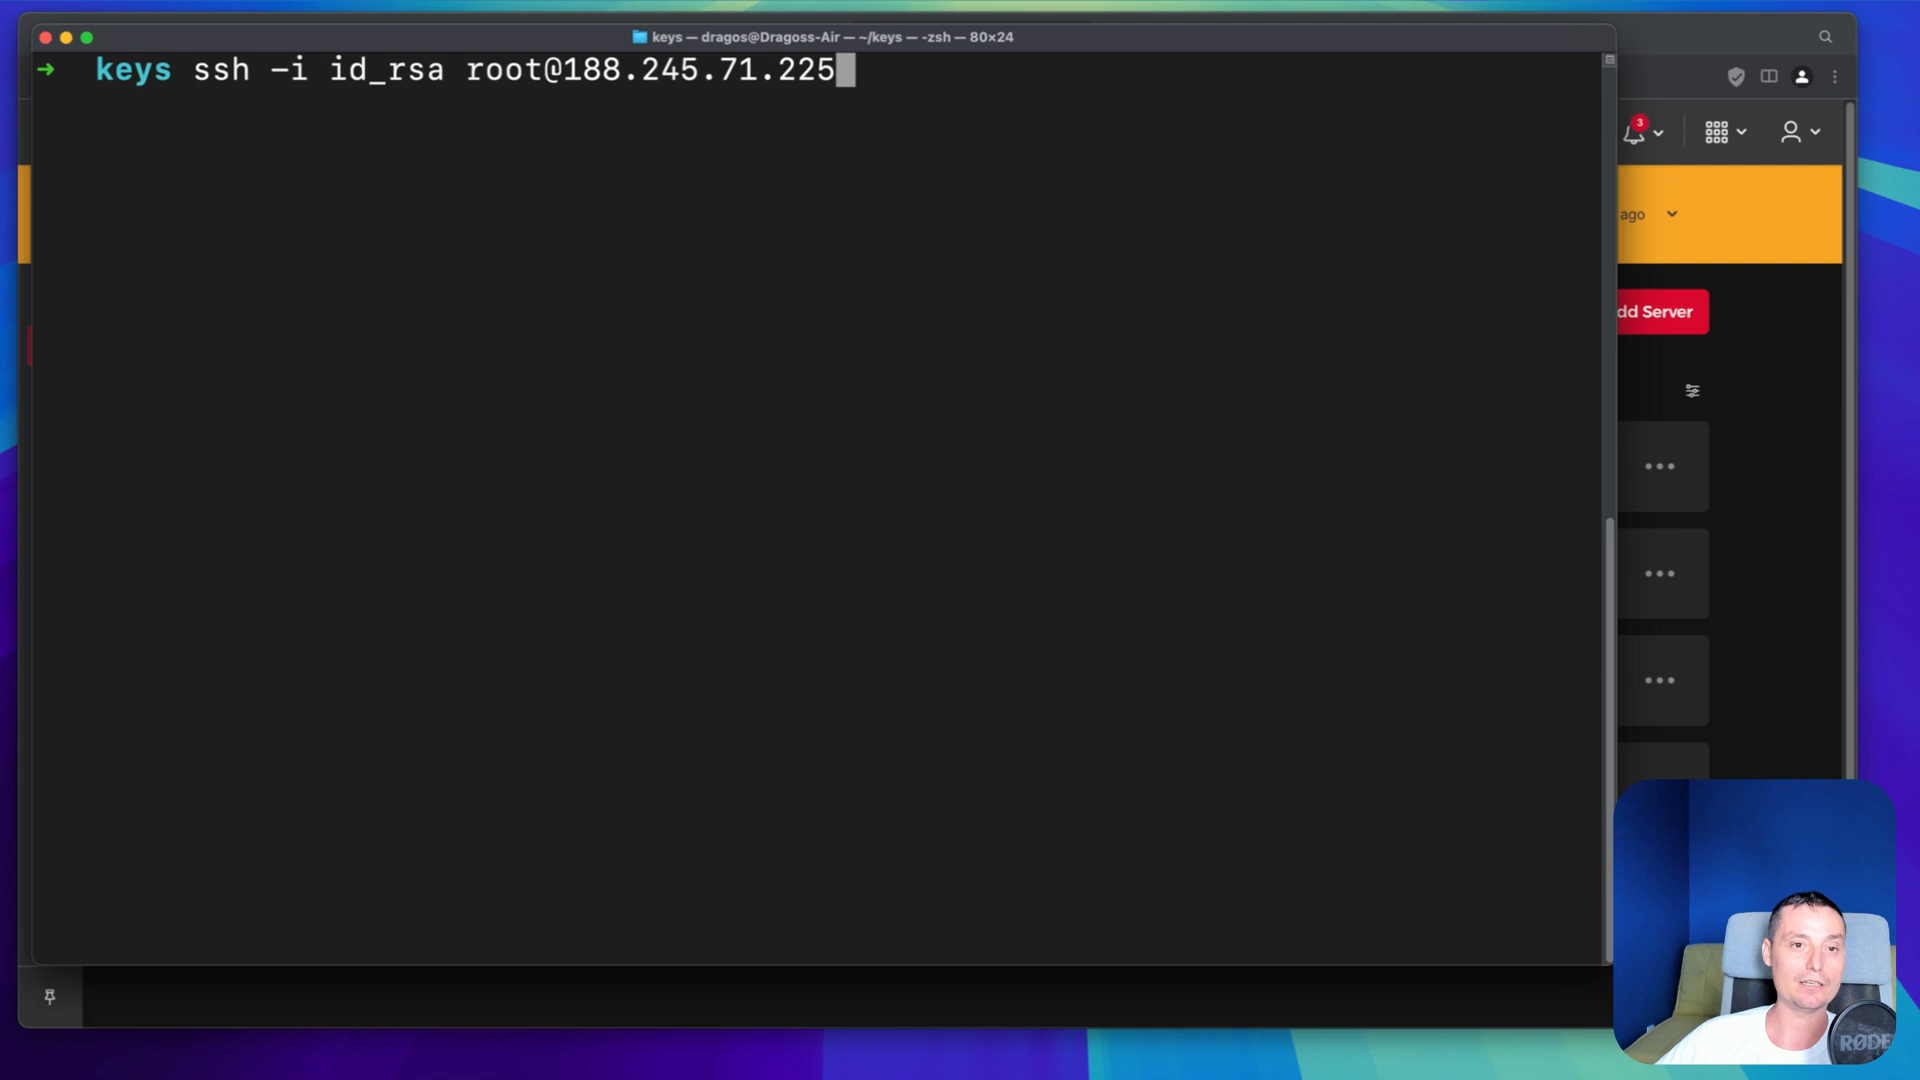 keys — dragos@Dragoss-Air — ~/keys — -zsh — 80×24
➜ keys ssh -i id_rsa root@188.245.71.225
3
ago
dd Server
RØDE